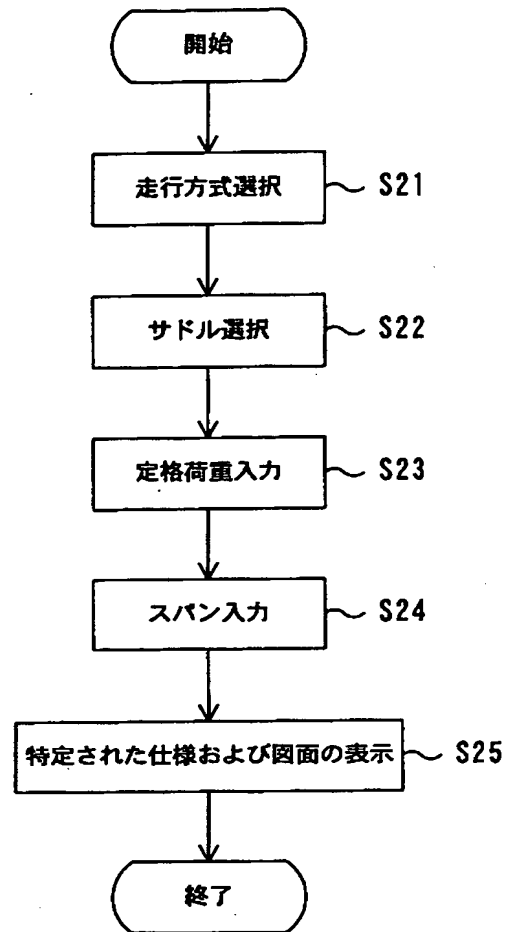 開始
走行方式選択 S21
サドル選択 S22
定格荷重入力 S23
スパン入力 S24
特定された仕様および図面の表示 S25
終了